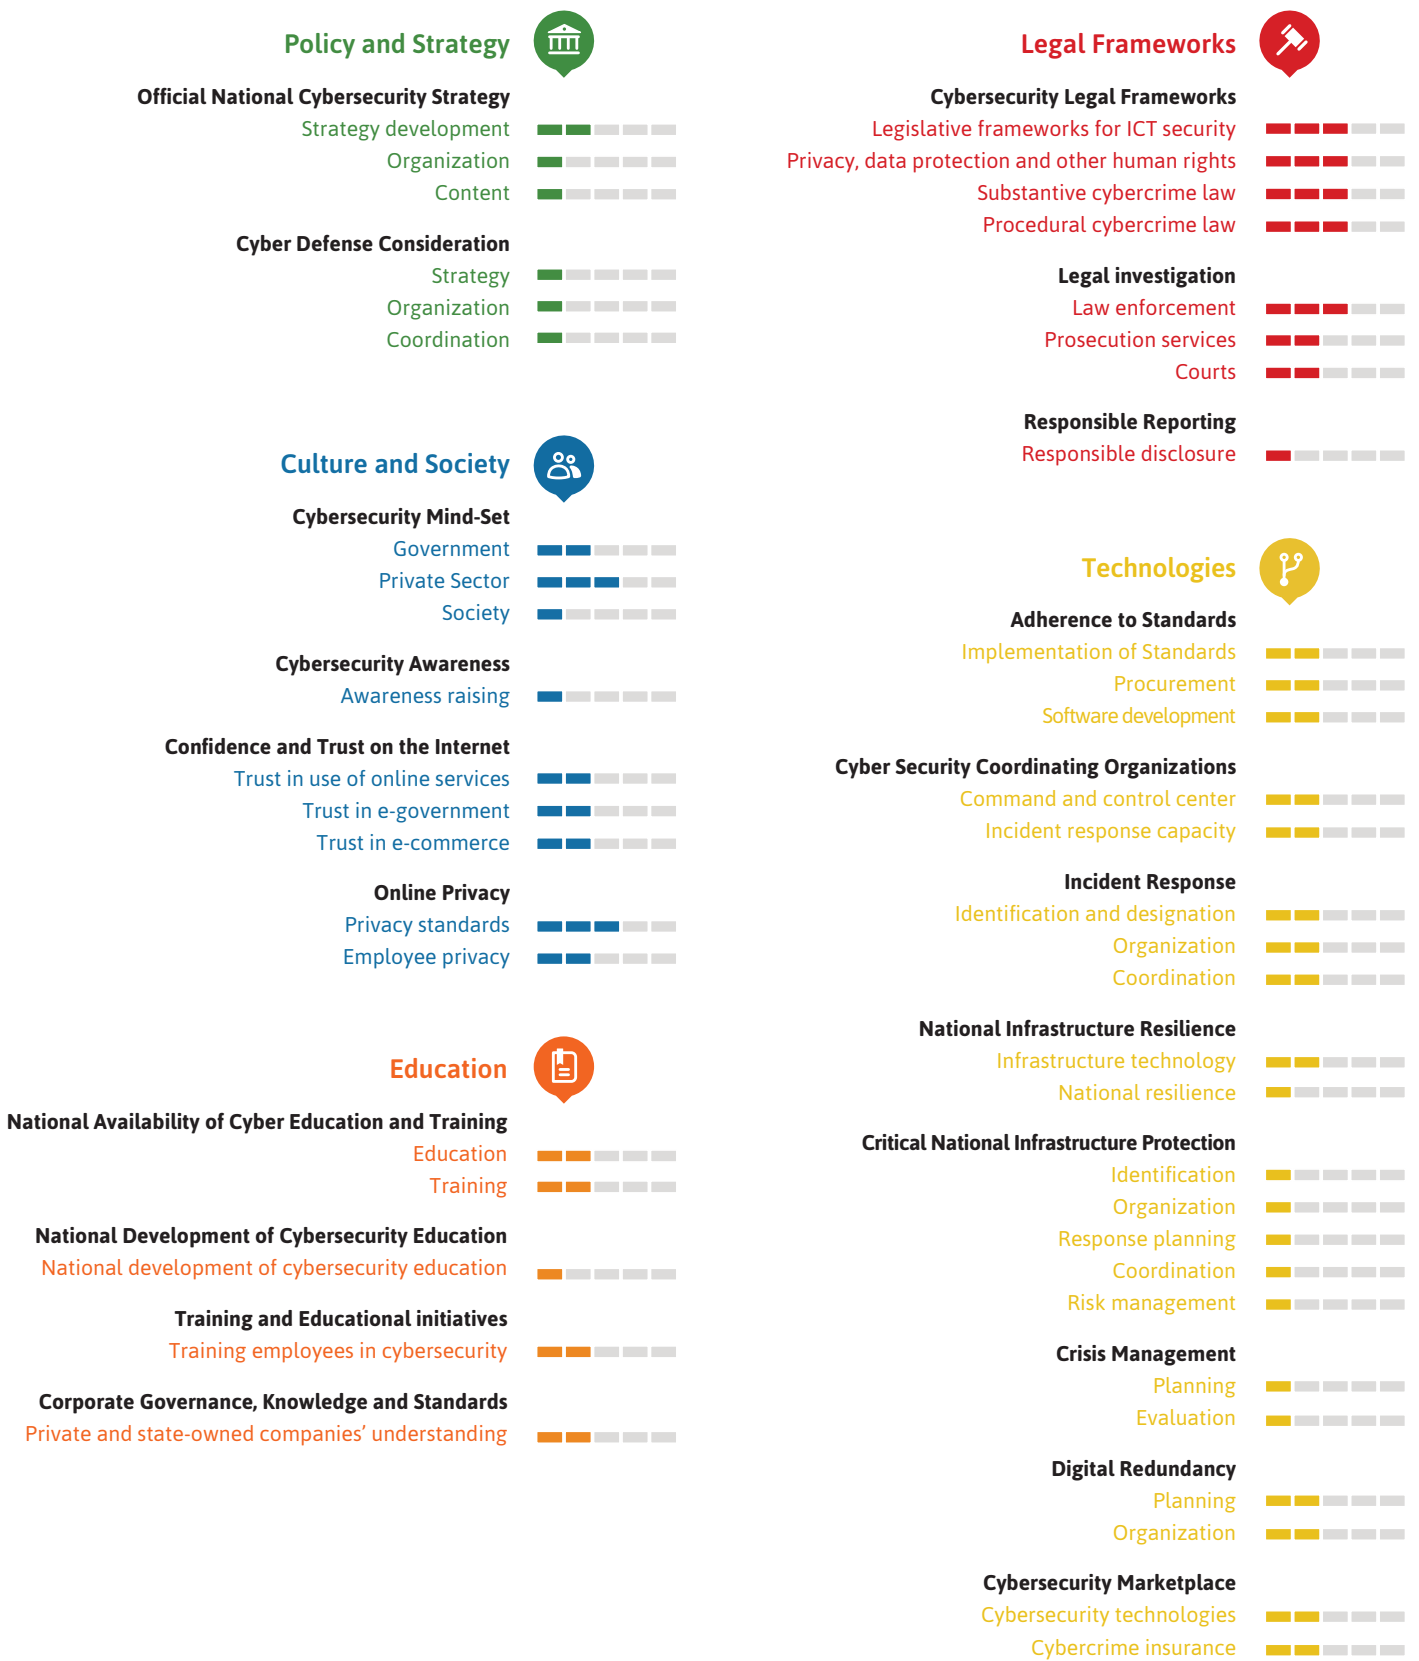 Policy and Strategy
Official National Cybersecurity Strategy
Strategy development
Organization
Content
Cyber Defense Consideration
Strategy
Organization
Coordination
Culture and Society
Cybersecurity Mind-Set
Government
Private Sector
Society
Cybersecurity Awareness
Awareness raising
Confidence and Trust on the Internet
Trust in use of online services
Trust in e-government
Trust in e-commerce
Online Privacy
Privacy standards
Employee privacy
Education
National Availability of Cyber Education and Training
Education
Training
National Development of Cybersecurity Education
National development of cybersecurity education
Training and Educational initiatives
Training employees in cybersecurity
Corporate Governance, Knowledge and Standards
Private and state-owned companies’ understanding
Legal Frameworks
Cybersecurity Legal Frameworks
Legislative frameworks for ICT security
Privacy, data protection and other human rights
Substantive cybercrime law
Procedural cybercrime law
Legal investigation
Law enforcement
Prosecution services
Courts
Responsible Reporting
Responsible disclosure
Technologies
Adherence to Standards
Implementation of Standards
Procurement
Software development
Cyber Security Coordinating Organizations
Command and control center
Incident response capacity
Incident Response
Identification and designation
Organization
Coordination
National Infrastructure Resilience
Infrastructure technology
National resilience
Critical National Infrastructure Protection
Identification
Organization
Response planning
Coordination
Risk management
Crisis Management
Planning
Evaluation
Digital Redundancy
Planning
Organization
Cybersecurity Marketplace
Cybersecurity technologies
Cybercrime insurance